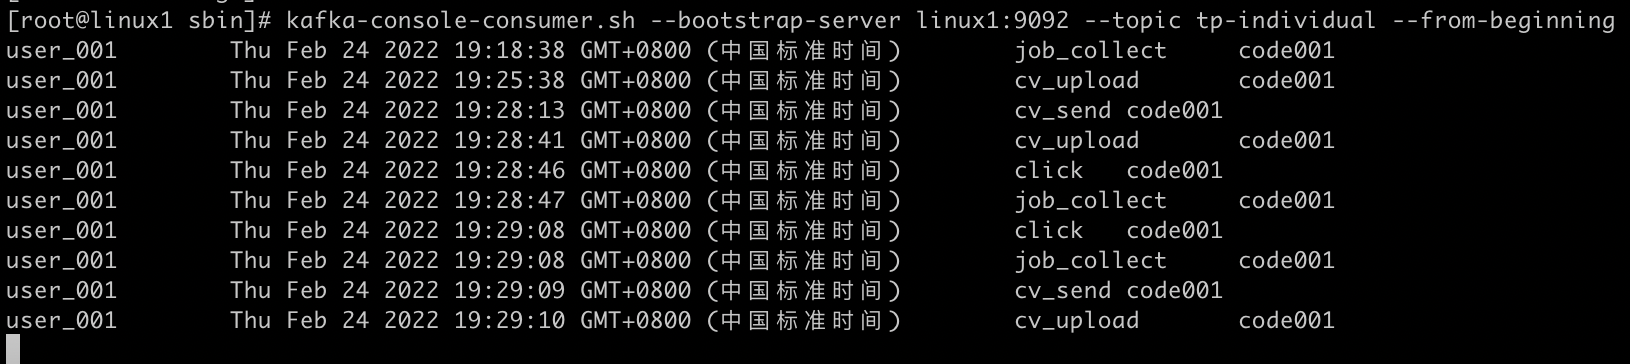 [root@linux1 sbin]# kafka-console-consumer.sh --bootstrap-server linux1:9092 --topic tp-individual --from-beginning
user_001	Thu Feb 24 2022 19:18:38 GMT+0800 (中国标准时间)	job_collect	code001
user_001	Thu Feb 24 2022 19:25:38 GMT+0800 (中国标准时间)	cv_upload	code001
user_001	Thu Feb 24 2022 19:28:13 GMT+0800 (中国标准时间)	cv_send	code001
user_001	Thu Feb 24 2022 19:28:41 GMT+0800 (中国标准时间)	cv_upload	code001
user_001	Thu Feb 24 2022 19:28:46 GMT+0800 (中国标准时间)	click	code001
user_001	Thu Feb 24 2022 19:28:47 GMT+0800 (中国标准时间)	job_collect	code001
user_001	Thu Feb 24 2022 19:29:08 GMT+0800 (中国标准时间)	click	code001
user_001	Thu Feb 24 2022 19:29:08 GMT+0800 (中国标准时间)	job_collect	code001
user_001	Thu Feb 24 2022 19:29:09 GMT+0800 (中国标准时间)	cv_send	code001
user_001	Thu Feb 24 2022 19:29:10 GMT+0800 (中国标准时间)	cv_upload	code001